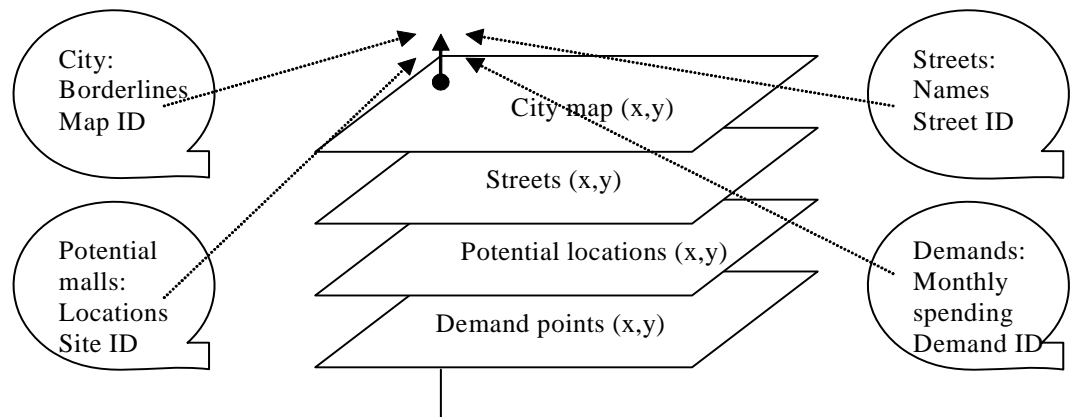 City:
Borderlines
Map ID
City map (x,y)
Streets:
Names
Street ID
Streets (x,y)
Potential locations (x,y)
Demand points (x,y)
Potential
malls:
Locations
Site ID
Demands:
Monthly
spending
Demand ID